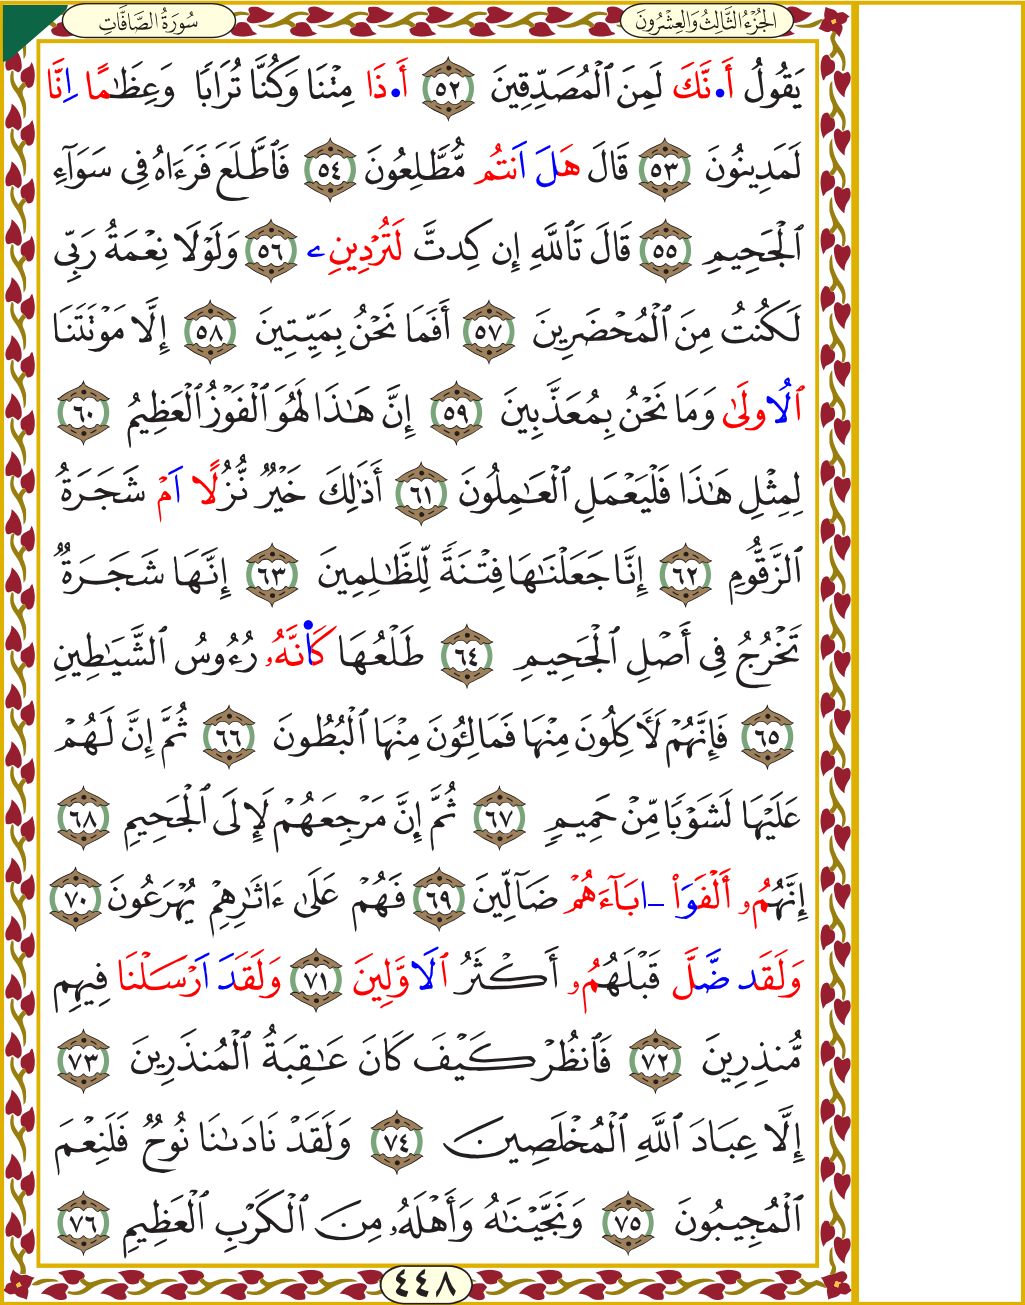 الجُزْءُ الثَّالِثُ وَالعِشْرُونَ
سُورَةُ الصَّافَّاتِ
يَقُولُ أَ•نَّكَ لَمِنَ ٱلْمُصَدِّقِينَ ٥٢ أَ•ذَا مِتْنَا وَكُنَّا تُرَابًا وَعِظَٰمًا اِنَّا
لَمَدِينُونَ ٥٣ قَالَ هَلَ اَنتُم مُّطَّلِعُونَ ٥٤ فَٱطَّلَعَ فَرَءَاهُ فِى سَوَآءِ
ٱلْجَحِيمِ ٥٥ قَالَ تَٱللَّهِ إِن كِدتَّ لَتُرْدِينِۦ ٥٦ وَلَوْلَا نِعْمَةُ رَبِّى
لَكُنتُ مِنَ ٱلْمُحْضَرِينَ ٥٧ أَفَمَا نَحْنُ بِمَيِّتِينَ ٥٨ إِلَّا مَوْتَتَنَا
ٱلُاولَىٰ وَمَا نَحْنُ بِمُعَذَّبِينَ ٥٩ إِنَّ هَٰذَا لَهُوَ ٱلْفَوْزُ ٱلْعَظِيمُ ٦٠
لِمِثْلِ هَٰذَا فَلْيَعْمَلِ ٱلْعَٰمِلُونَ ٦١ أَذَٰلِكَ خَيْرٌ نُّزُلًا اَمْ شَجَرَةُ
ٱلزَّقُّومِ ٦٢ إِنَّا جَعَلْنَٰهَا فِتْنَةً لِّلظَّٰلِمِينَ ٦٣ إِنَّهَا شَجَرَةٌ
تَخْرُجُ فِى أَصْلِ ٱلْجَحِيمِ ٦٤ طَلْعُهَا كَأَنَّهُۥ رُءُوسُ ٱلشَّيَٰطِينِ
٦٥ فَإِنَّهُمْ لَأَكِلُونَ مِنْهَا فَمَالِـُٔونَ مِنْهَا ٱلْبُطُونَ ٦٦ ثُمَّ إِنَّ لَهُمْ
عَلَيْهَا لَشَوْبًا مِّنْ حَمِيمٍ ٦٧ ثُمَّ إِنَّ مَرْجِعَهُمْ لَإِلَى ٱلْجَحِيمِ ٦٨
إِنَّهُمُۥ أَلْفَوَاْ ـ ابَآءَهُمْ ضَآلِّينَ ٦٩ فَهُمْ عَلَىٰ ءَاثَٰرِهِمْ يُهْرَعُونَ ٧٠
وَلَقَد ضَّلَّ قَبْلَهُمُۥ أَكْثَرُ ٱلَاوَّلِينَ ٧١ وَلَقَدَ اَرْسَلْنَا فِيهِم
مُّنذِرِينَ ٧٢ فَٱنظُرْ كَيْفَ كَانَ عَٰقِبَةُ ٱلْمُنذَرِينَ ٧٣
إِلَّا عِبَادَ ٱللَّهِ ٱلْمُخْلَصِينَ ٧٤ وَلَقَدْ نَادَىٰنَا نُوحٌ فَلَنِعْمَ
ٱلْمُجِيبُونَ ٧٥ وَنَجَّيْنَٰهُ وَأَهْلَهُۥ مِنَ ٱلْكَرْبِ ٱلْعَظِيمِ ٧٦
٤٤٨